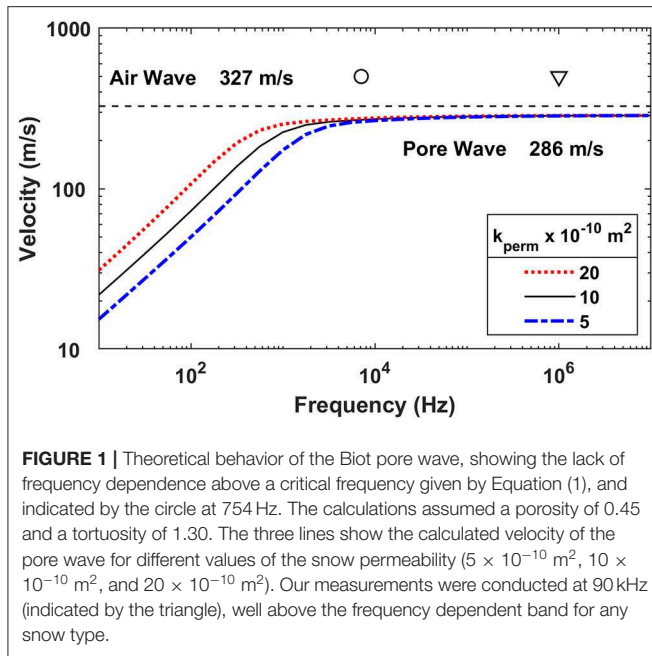 1000
Air Wave 327 m/s
Pore Wave 286 m/s
100
Velocity (m/s)
k_perm x 10^-10 m^2
20
10
5
10
10^2
10^4
10^6
Frequency (Hz)
FIGURE 1 | Theoretical behavior of the Biot pore wave, showing the lack of
frequency dependence above a critical frequency given by Equation (1), and
indicated by the circle at 754 Hz. The calculations assumed a porosity of 0.45
and a tortuosity of 1.30. The three lines show the calculated velocity of the
pore wave for different values of the snow permeability (5 × 10⁻¹⁰ m², 10 ×
10⁻¹⁰ m², and 20 × 10⁻¹⁰ m²). Our measurements were conducted at 90 kHz
(indicated by the triangle), well above the frequency dependent band for any
snow type.